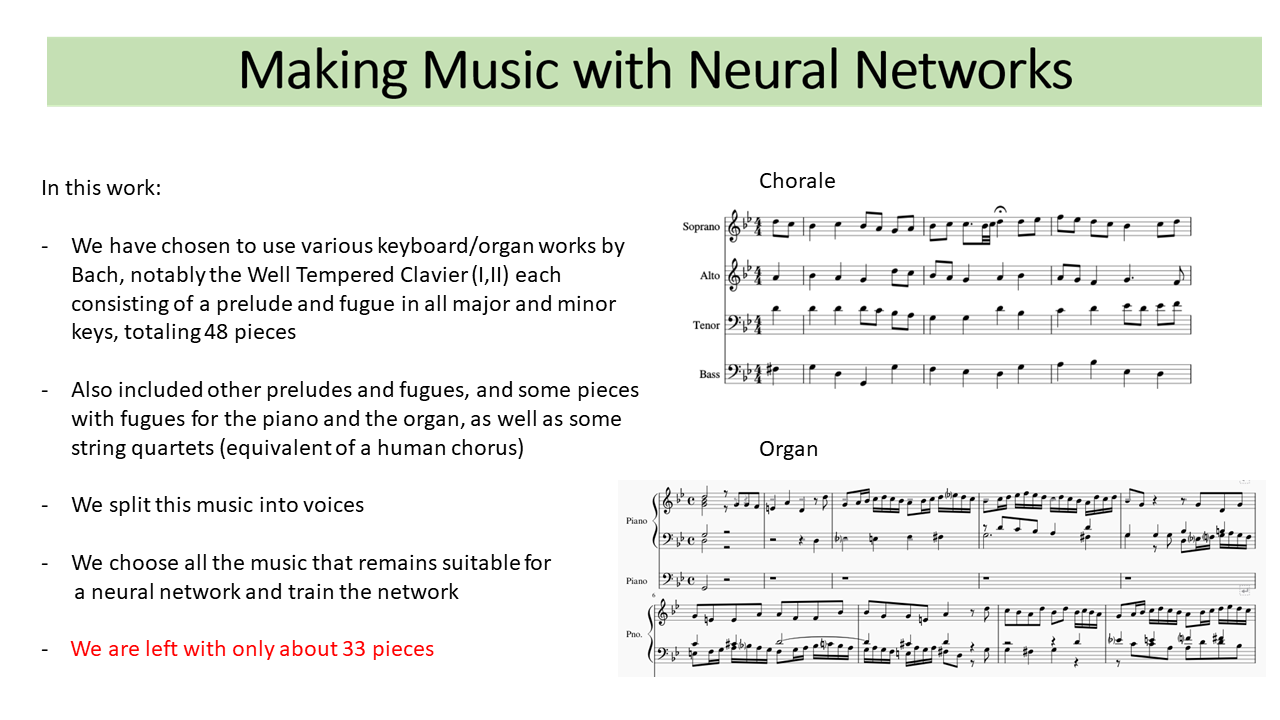 Making Music with Neural Networks
In this work:
- We have chosen to use various keyboard/organ works by
Bach, notably the Well Tempered Clavier (I,II) each
consisting of a prelude and fugue in all major and minor
keys, totaling 48 pieces
- Also included other preludes and fugues, and some pieces
with fugues for the piano and the organ, as well as some
string quartets (equivalent of a human chorus)
- We split this music into voices
- We choose all the music that remains suitable for
a neural network and train the network
- We are left with only about 33 pieces
Chorale
Soprano
Alto
Tenor
Bass
Organ
Piano
Piano
6
Pno.